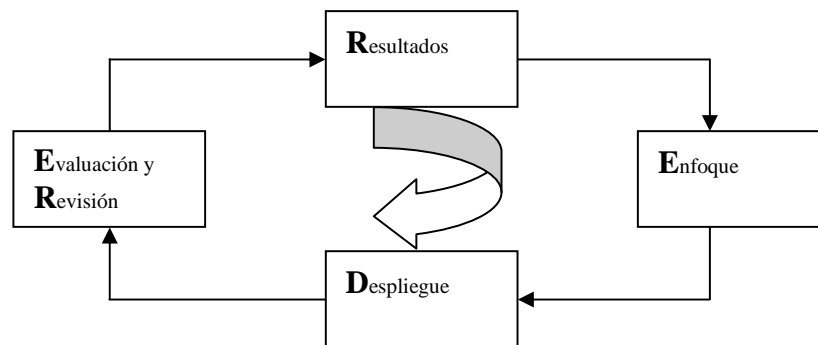 Resultados
Evaluación y
Revisión
Enfoque
Despliegue